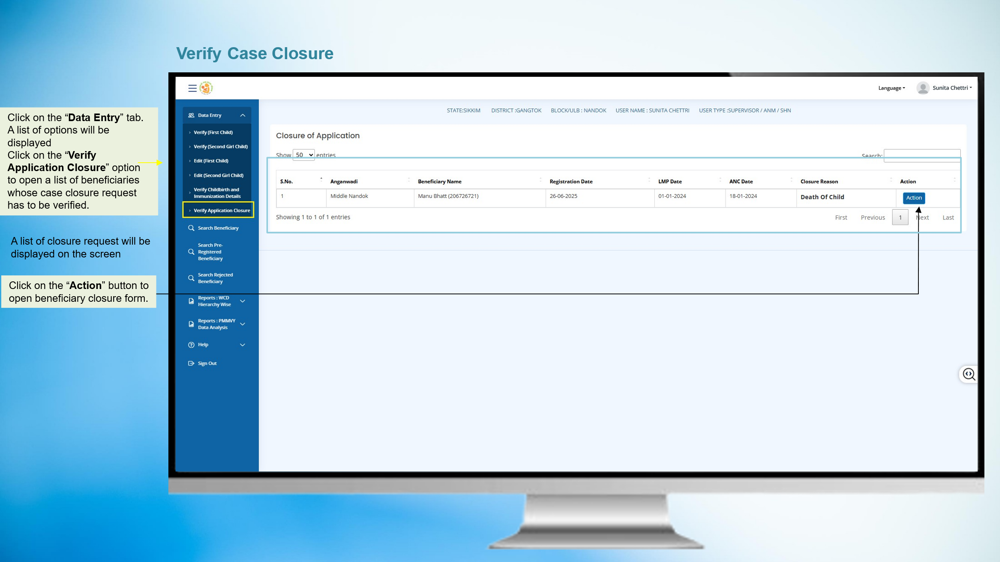 Verify Case Closure
Click on the “Data Entry” tab.
A list of options will be
displayed
Click on the “Verify
Application Closure” option
to open a list of beneficiaries
whose case closure request
has to be verified.
A list of closure request will be
displayed on the screen
Click on the “Action” button to
open beneficiary closure form.
Language
Sunita Chettri
Data Entry
Verify (First Child)
Verify (Second Girl Child)
Edit (First Child)
Edit (Second Girl Child)
Verify Childbirth and
Immunization Details
Verify Application Closure
Search Beneficiary
Search Pre-
Registered
Beneficiary
Search Rejected
Beneficiary
Reports : WCD
Hierarchy Wise
Reports : PMMVY
Data Analysis
Help
Sign Out
STATE:SIKKIM DISTRICT :GANGTOK BLOCK/ULB : NANDOK USER NAME : SUNITA CHETTRI USER TYPE :SUPERVISOR / ANM / SHN
Closure of Application
Show 50 entries Search:
S.No. Anganwadi Beneficiary Name Registration Date LMP Date ANC Date Closure Reason Action
1 Middle Nandok Manu Bhatt (206726721) 26-06-2025 01-01-2024 18-01-2024 Death Of Child Action
Showing 1 to 1 of 1 entries First Previous 1 Next Last